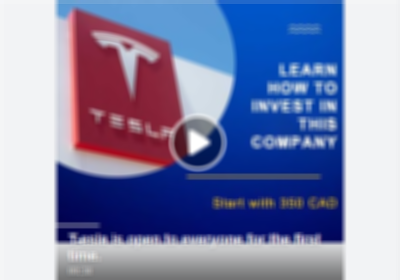 TESLA
LEARN
HOW TO
INVEST IN
THIS
COMPANY
Start with 350 CAD
is open to everyone for the first
time.